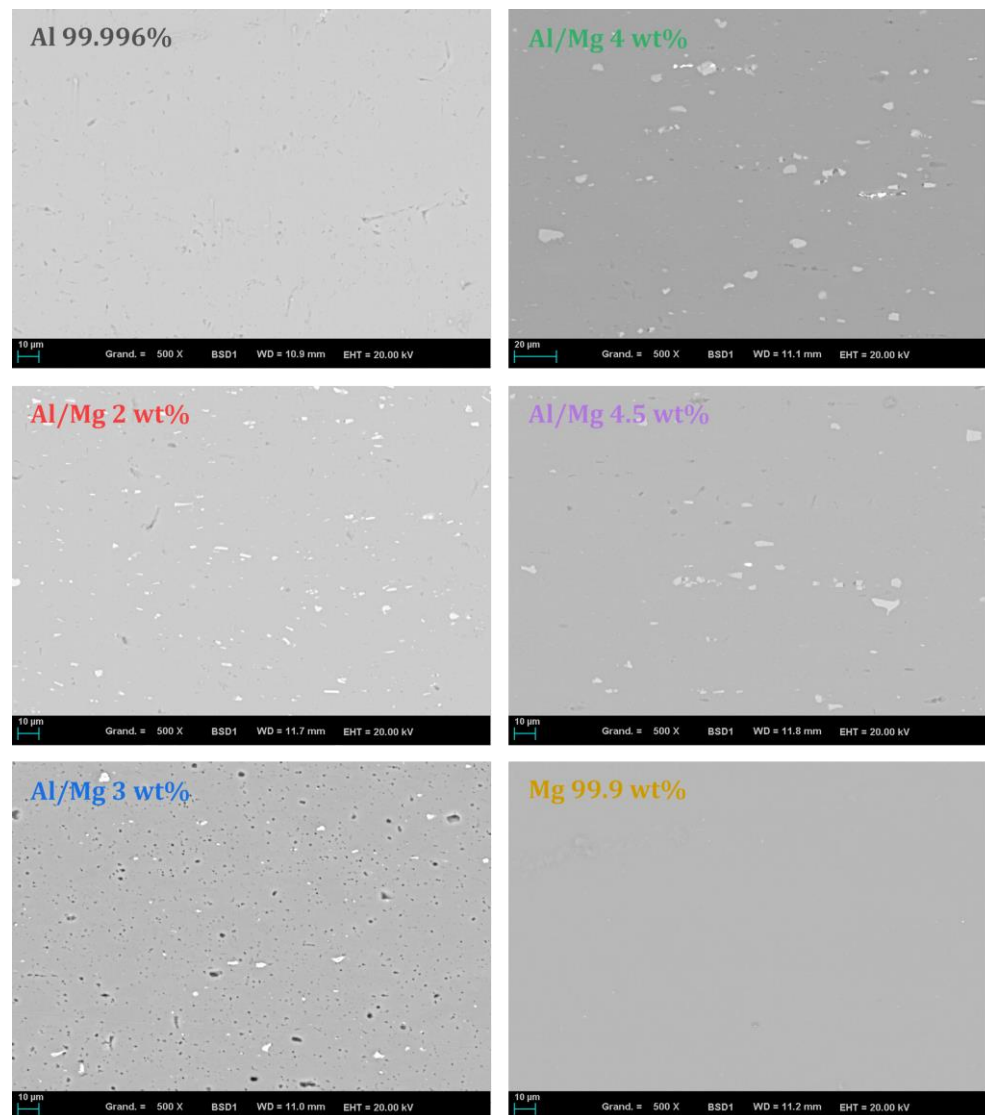 Al 99.996%
10 µm Grand. = 500 X BSD1 WD = 10.9 mm EHT = 20.00 kV
Al/Mg 4 wt%
20 µm Grand. = 500 X BSD1 WD = 11.1 mm EHT = 20.00 kV
Al/Mg 2 wt%
10 µm Grand. = 500 X BSD1 WD = 11.7 mm EHT = 20.00 kV
Al/Mg 4.5 wt%
10 µm Grand. = 500 X BSD1 WD = 11.8 mm EHT = 20.00 kV
Al/Mg 3 wt%
10 µm Grand. = 500 X BSD1 WD = 11.0 mm EHT = 20.00 kV
Mg 99.9 wt%
10 µm Grand. = 500 X BSD1 WD = 11.2 mm EHT = 20.00 kV